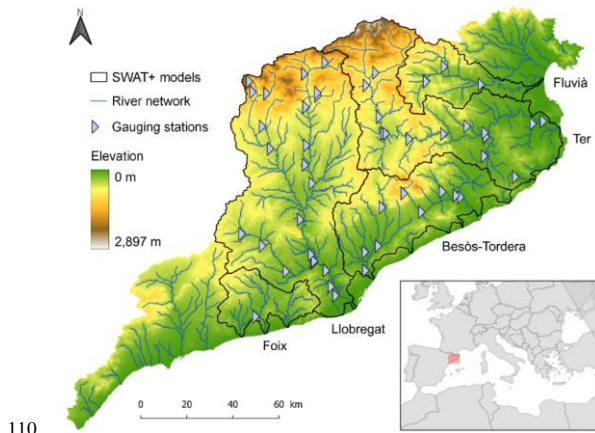 N
SWAT+ models
River network
Gauging stations
Elevation
0 m
2,897 m
Fluvià
Ter
Besòs-Tordera
Llobregat
Foix
0 20 40 60 km
110